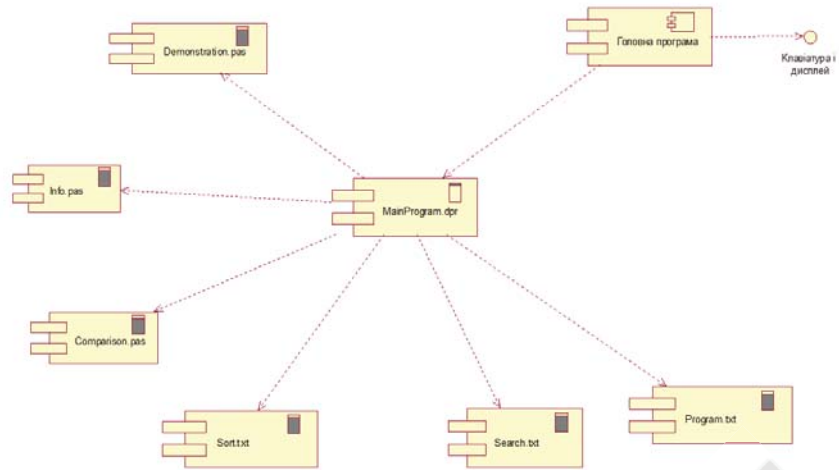 Demonstration.pas
Головна програма
Клавіатура і
дисплей
Info.pas
MainProgram.dpr
Comparison.pas
Program.txt
Sort.txt
Search.txt